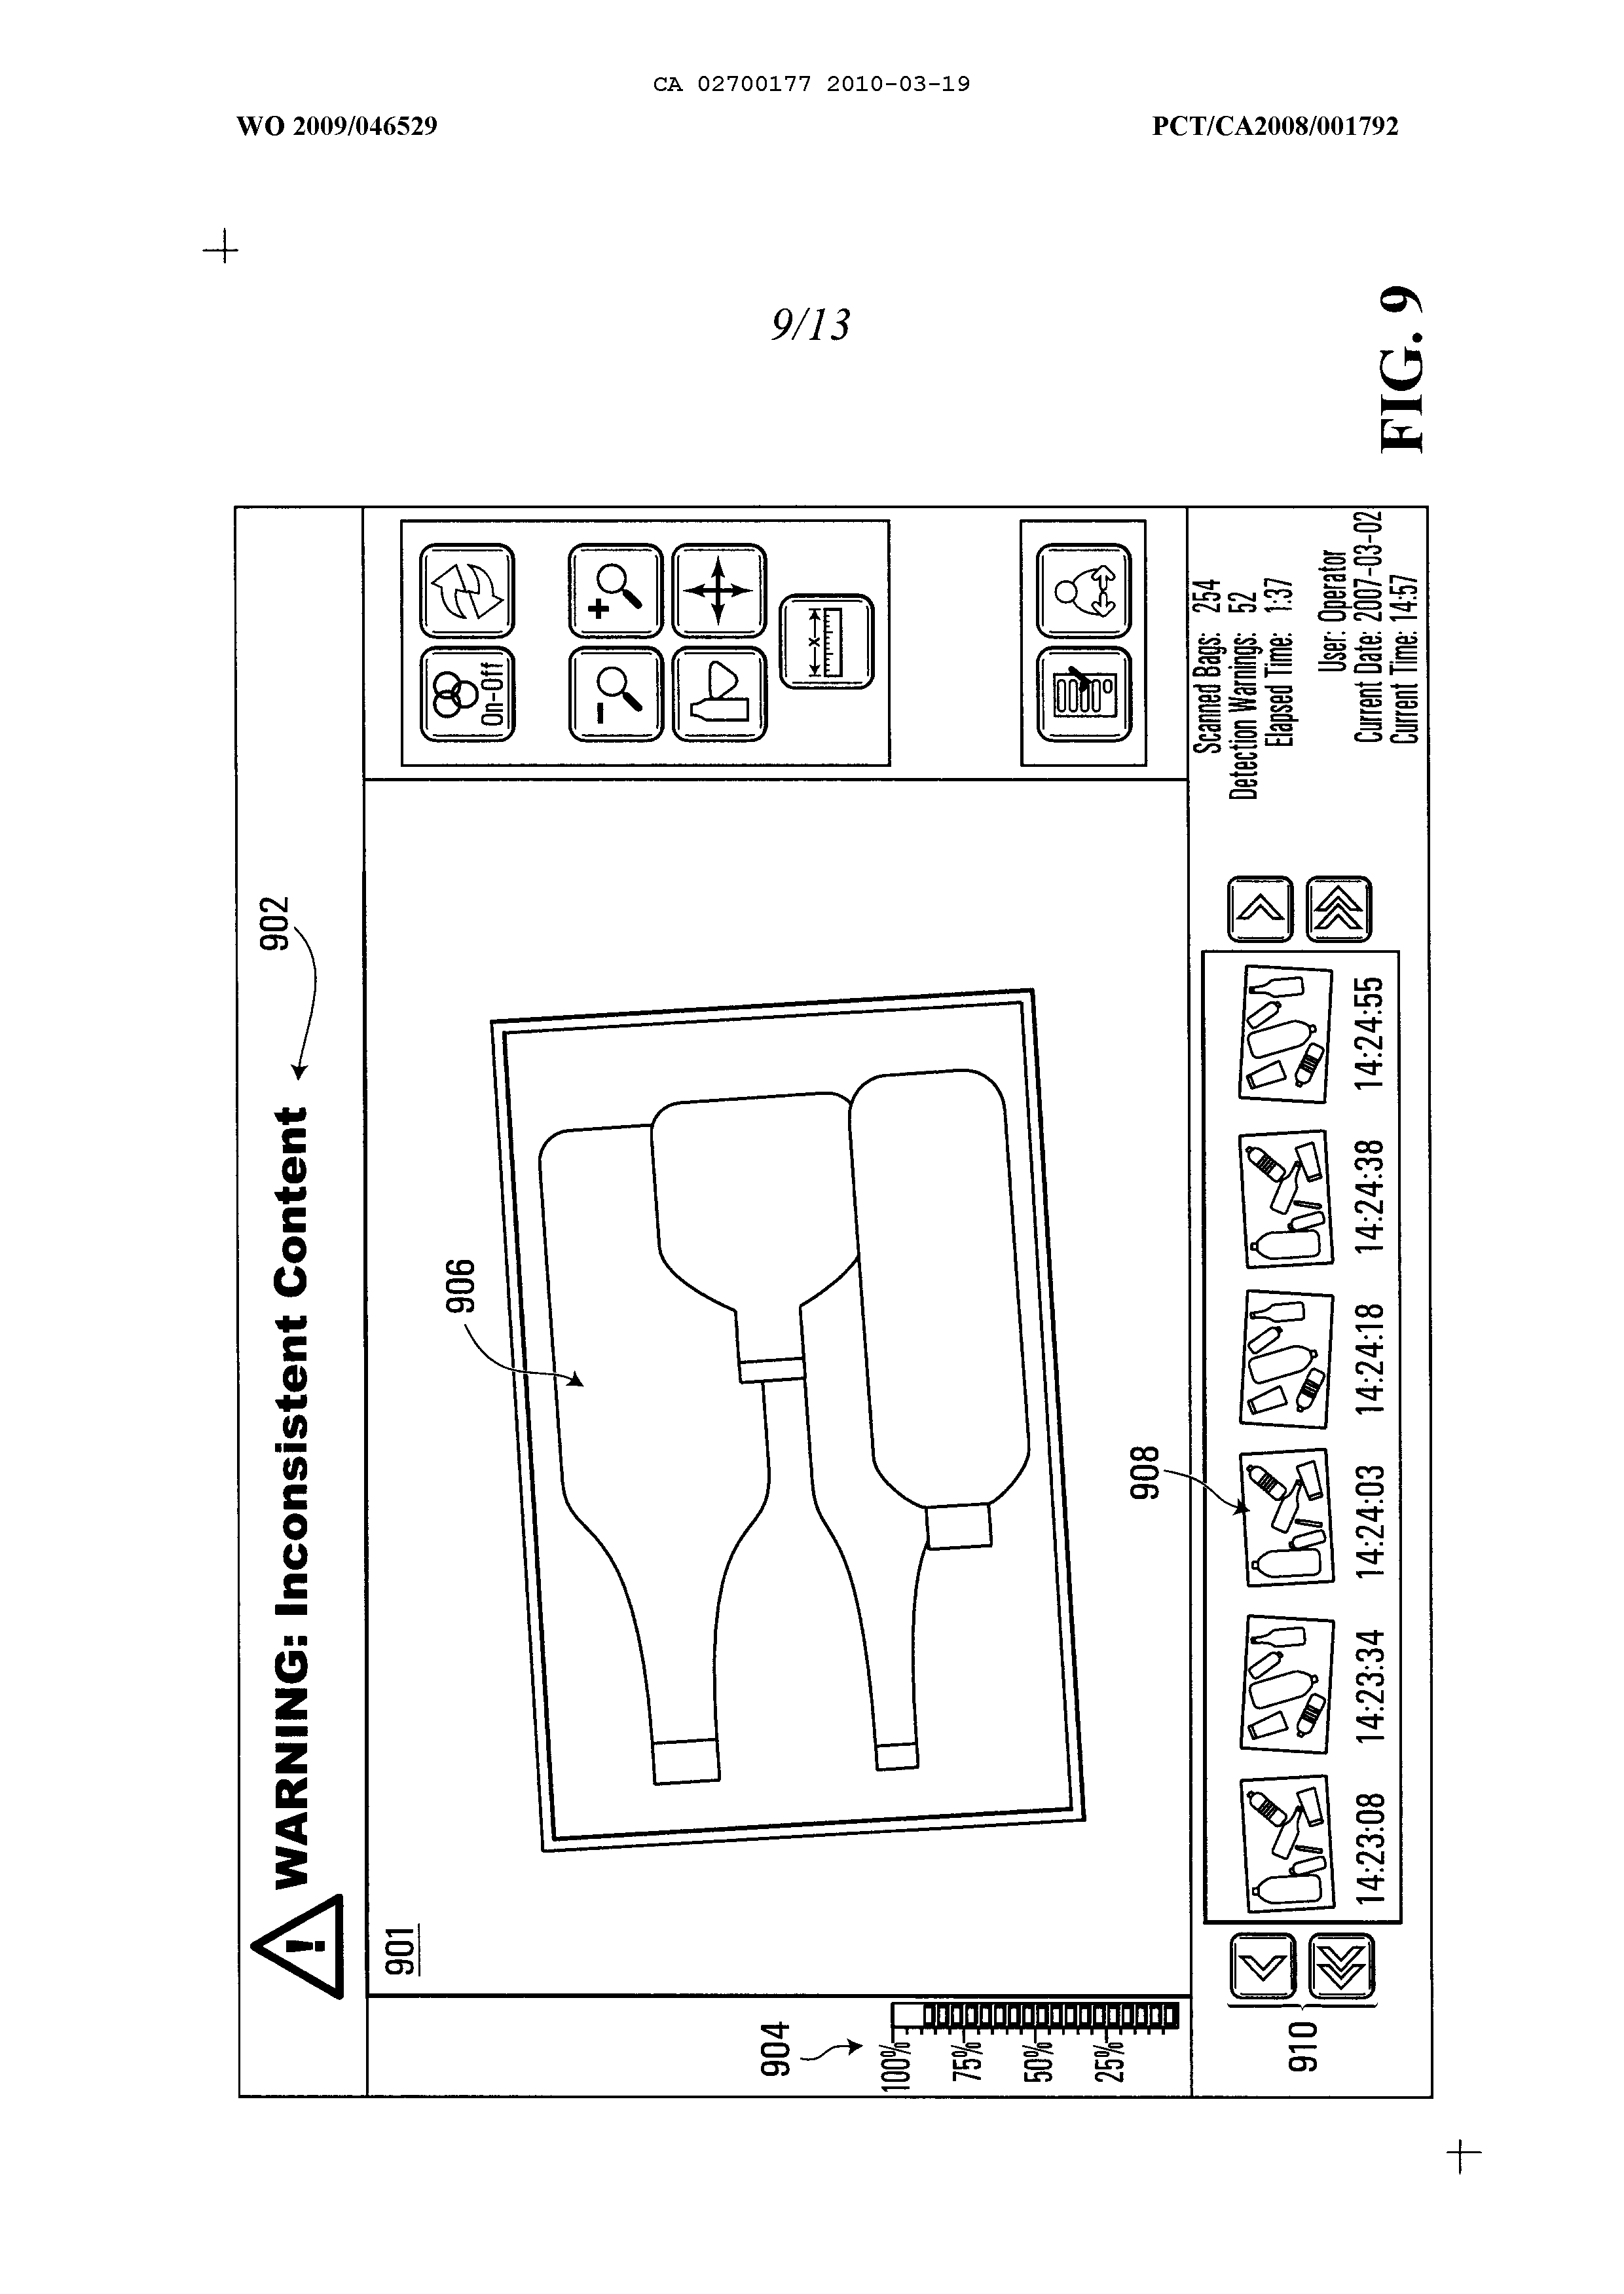 CA 02700177 2010-03-19
WO 2009/046529
PCT/CA2008/001792
9/13
WARNING: Inconsistent Content
902
901
On-Off
906
904
100%
75%
50%
25%
908
910
14:23:08
14:23:34
14:24:03
14:24:18
14:24:38
14:24:55
Scanned Bags: 254
Detection Warnings: 52
Elapsed Time: 1:37
User: Operator
Current Date: 2007-03-02
Current Time: 14:57
FIG. 9